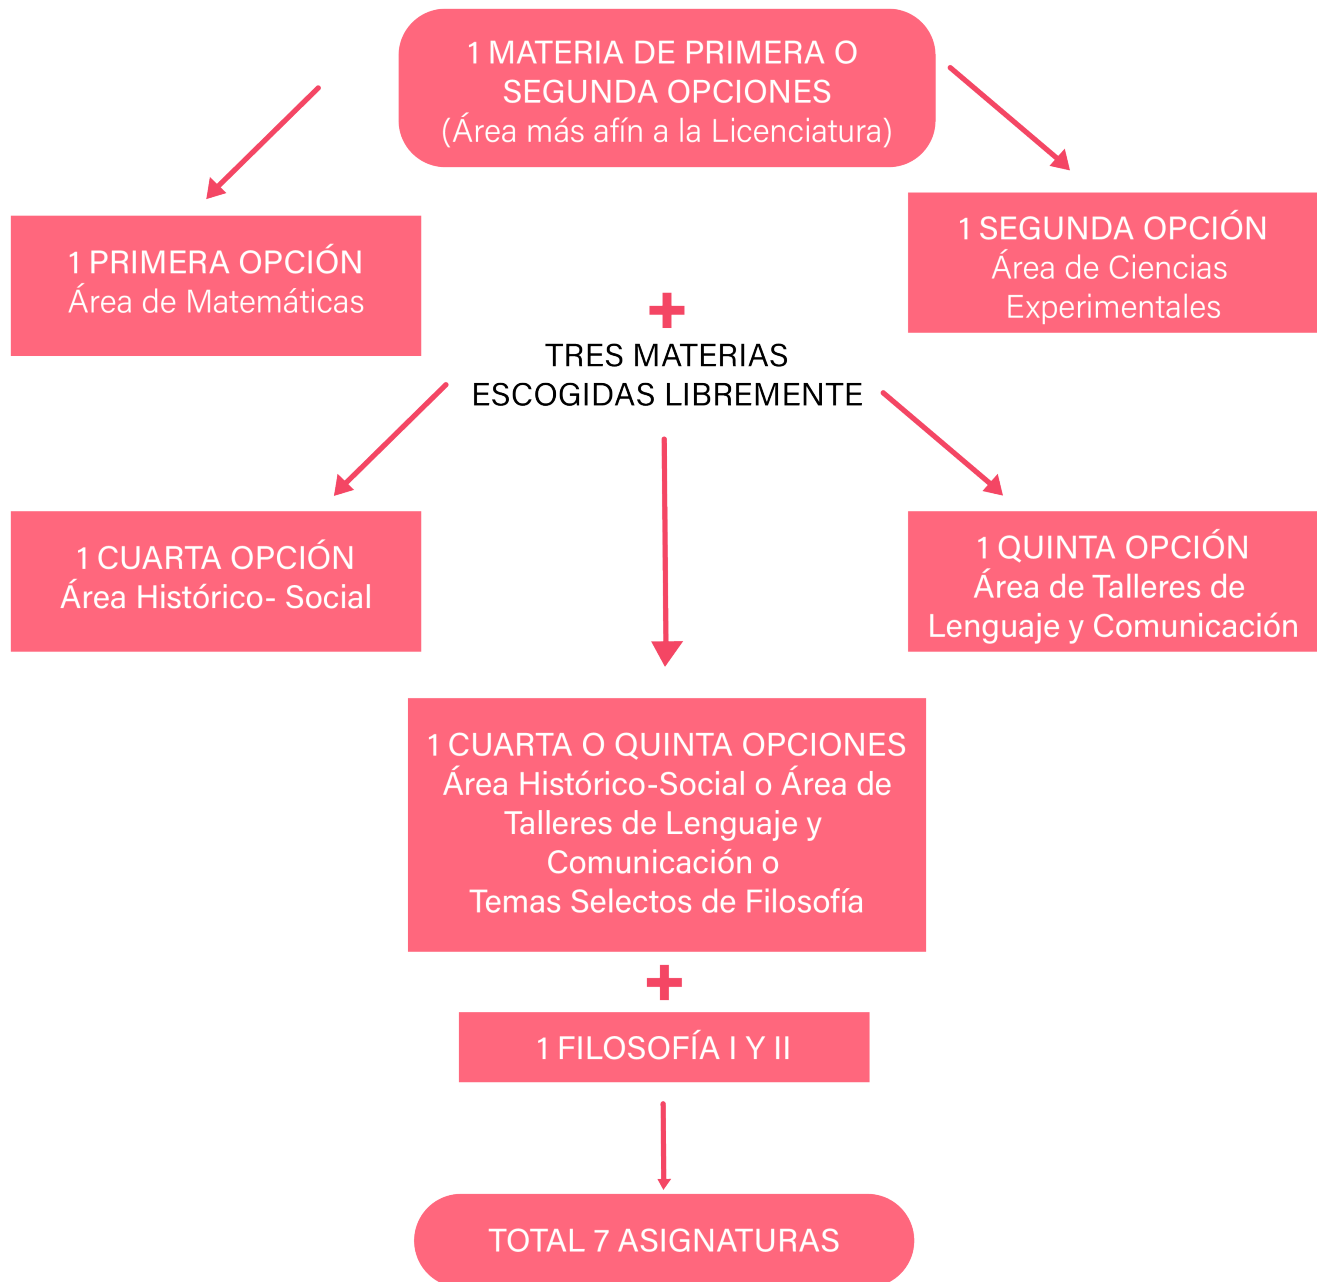 1 MATERIA DE PRIMERA O
SEGUNDA OPCIONES
(Área más afín a la Licenciatura)
1 PRIMERA OPCIÓN
Área de Matemáticas
1 SEGUNDA OPCIÓN
Área de Ciencias
Experimentales
+
TRES MATERIAS
ESCOGIDAS LIBREMENTE
1 CUARTA OPCIÓN
Área Histórico- Social
1 QUINTA OPCIÓN
Área de Talleres de
Lenguaje y Comunicación
1 CUARTA O QUINTA OPCIONES
Área Histórico-Social o Área de
Talleres de Lenguaje y
Comunicación o
Temas Selectos de Filosofía
+
1 FILOSOFÍA I Y II
TOTAL 7 ASIGNATURAS